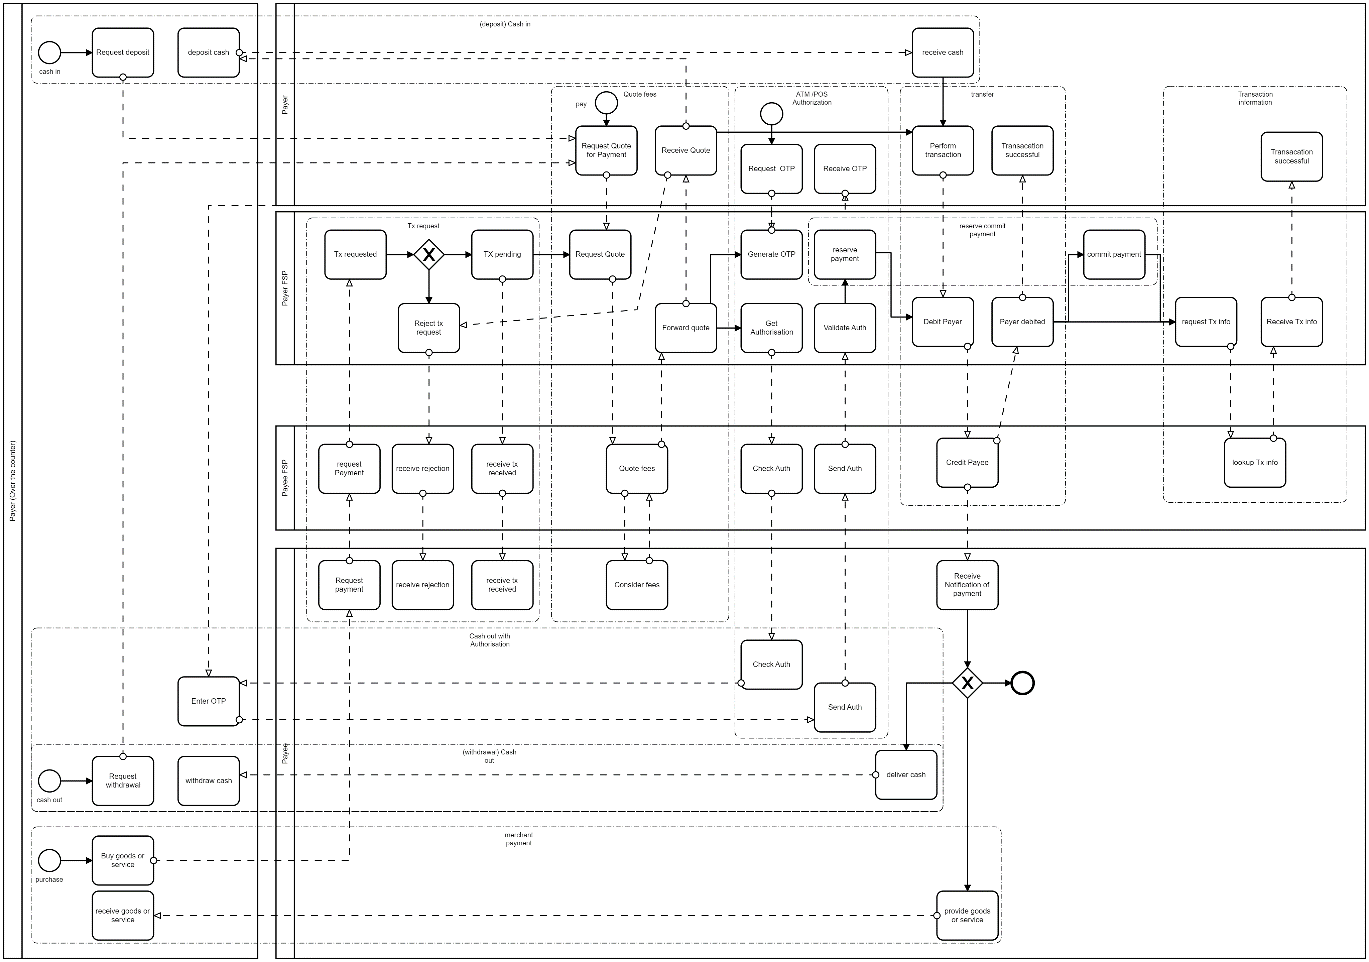 (deposit) Cash in
cash in
Request deposit
deposit cash
receive cash
Payer
pay
Quote fees
ATM /POS
Authorization
transfer
Transaction
information
Request Quote
for Payment
Receive Quote
Request OTP
Receive OTP
Perform
transaction
Transacation
successful
Transacation
successful
Tx request
reserve commit
payment
Payer FSP
Tx requested
X
TX pending
Request Quote
Generate OTP
reserve
payment
commit payment
Reject tx
request
Forward quote
Get
Authorisation
Validate Auth
Debit Payer
Payer debited
request Tx info
Receive Tx info
Payer (Over the counter)
Payee FSP
request
Payment
receive rejection
receive tx
received
Quote fees
Check Auth
Send Auth
Credit Payee
lookup Tx info
Request
payment
receive rejection
receive tx
received
Consider fees
Receive
Notification of
payment
Cash out with
Authorisation
Check Auth
Enter OTP
Send Auth
X
Payee
(withdrawal) Cash
out
cash out
Request
withdrawal
withdraw cash
deliver cash
merchant
payment
purchase
Buy goods or
service
receive goods or
service
provide goods
or service